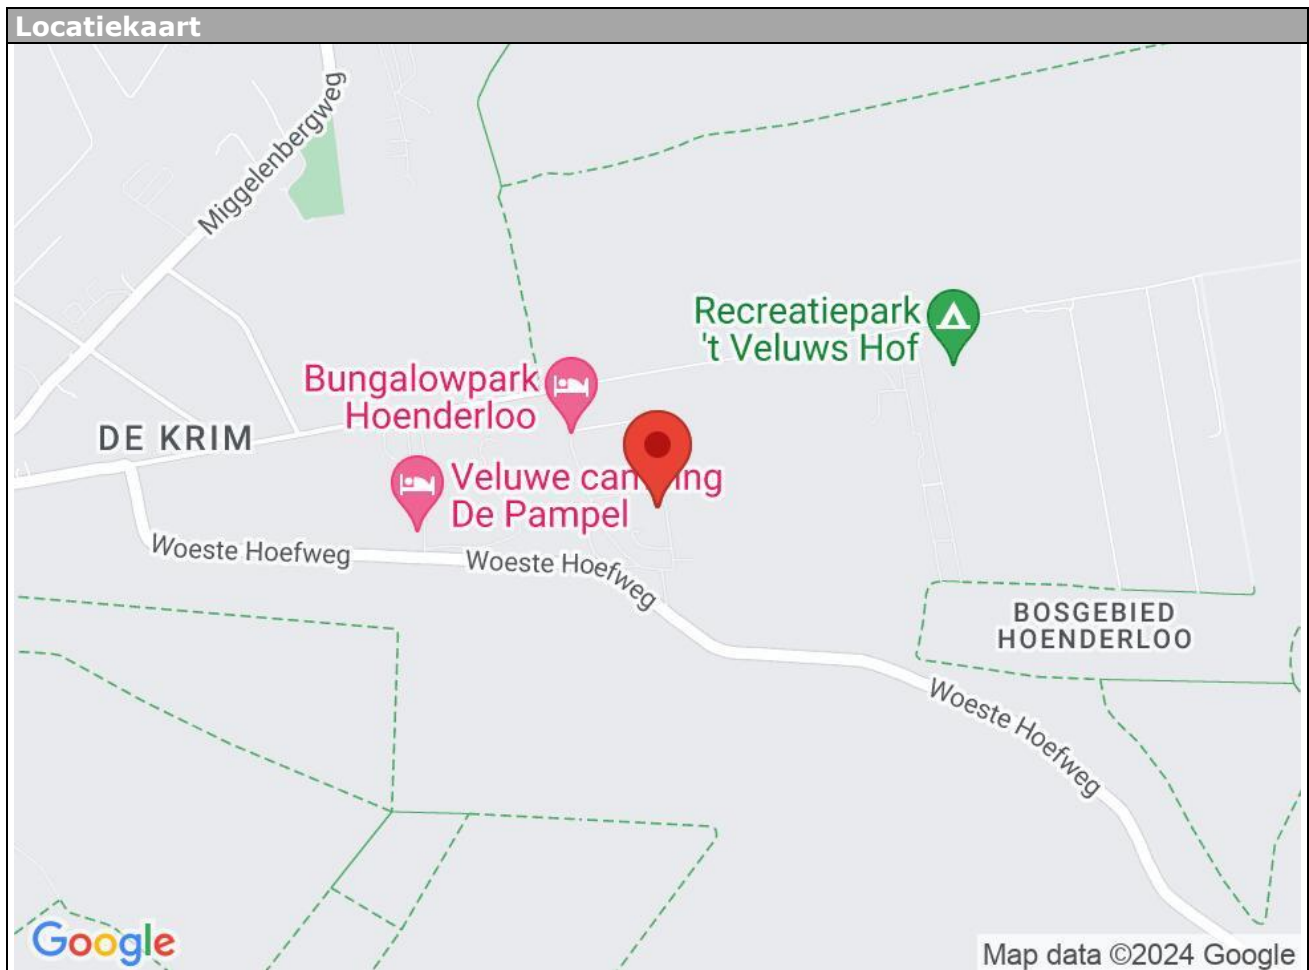 Locatiekaart
Miggelenbergweg
Recreatiepark
't Veluws Hof
Bungalowpark
Hoenderloo
DE KRIM
Veluwe camping
De Pampel
Woeste Hoefweg
Woeste Hoefweg
BOSGEBIED
HOENDERLOO
Woeste Hoefweg
Google
Map data ©2024 Google